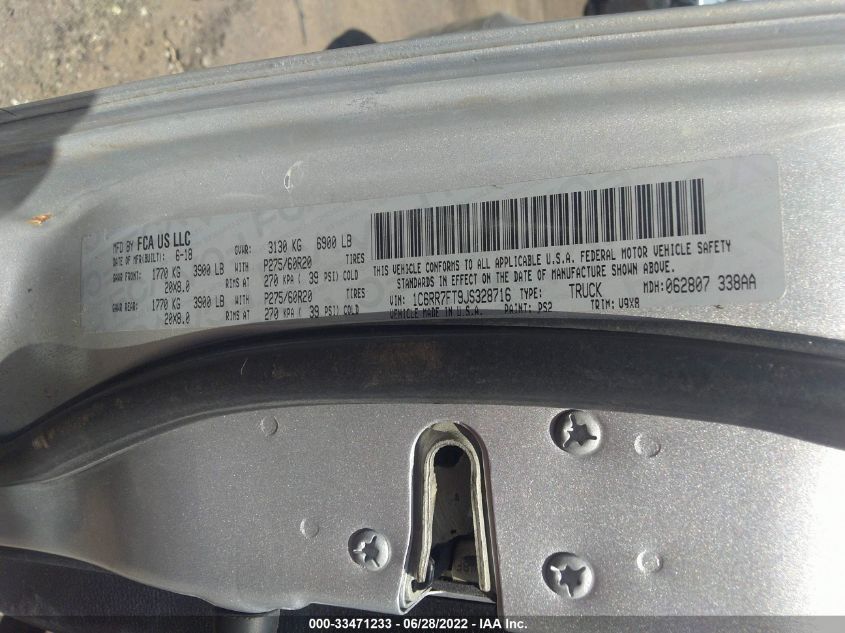 MFD BY FCA US LLC
DATE OF MFR(BUILT): 6-18 GVWR: 3130 KG 6900 LB
GAWR FRONT: 1770 KG 3900 LB WITH P275/60R20 TIRES
20X8.0 RIMS AT 270 KPA ( 39 PSI) COLD
GAWR REAR: 1770 KG 3900 LB WITH P275/60R20 TIRES
20X8.0 RIMS AT 270 KPA ( 39 PSI) COLD
THIS VEHICLE CONFORMS TO ALL APPLICABLE U.S.A. FEDERAL MOTOR VEHICLE SAFETY
STANDARDS IN EFFECT ON THE DATE OF MANUFACTURE SHOWN ABOVE.
VIN: 1C6RR7FT9JS328716 TYPE: TRUCK MDH: 062807 338AA
VEHICLE MADE IN U.S.A. PAINT: PS2 TRIM: V9X8
000-33471233 - 06/28/2022 - IAA Inc.